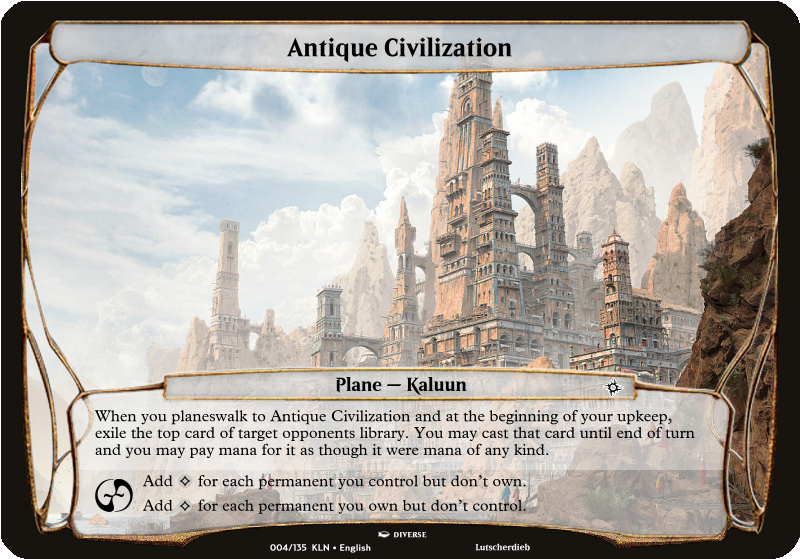 Antique Civilization
Plane — Kaluun
When you planeswalk to Antique Civilization and at the beginning of your upkeep,
exile the top card of target opponents library. You may cast that card until end of turn
and you may pay mana for it as though it were mana of any kind.
Add for each permanent you control but don't own.
Add for each permanent you own but don't control.
DIVERSE
004/135 KLN • English
Lutscherdieb